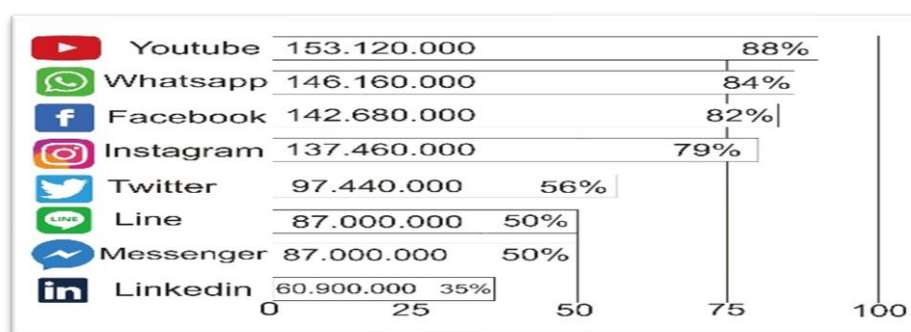 Youtube 153.120.000 88%
Whatsapp 146.160.000 84%
Facebook 142.680.000 82%
Instagram 137.460.000 79%
Twitter 97.440.000 56%
LINE Line 87.000.000 50%
Messenger 87.000.000 50%
in Linkedin 60.900.000 35%
0 25 50 75 100